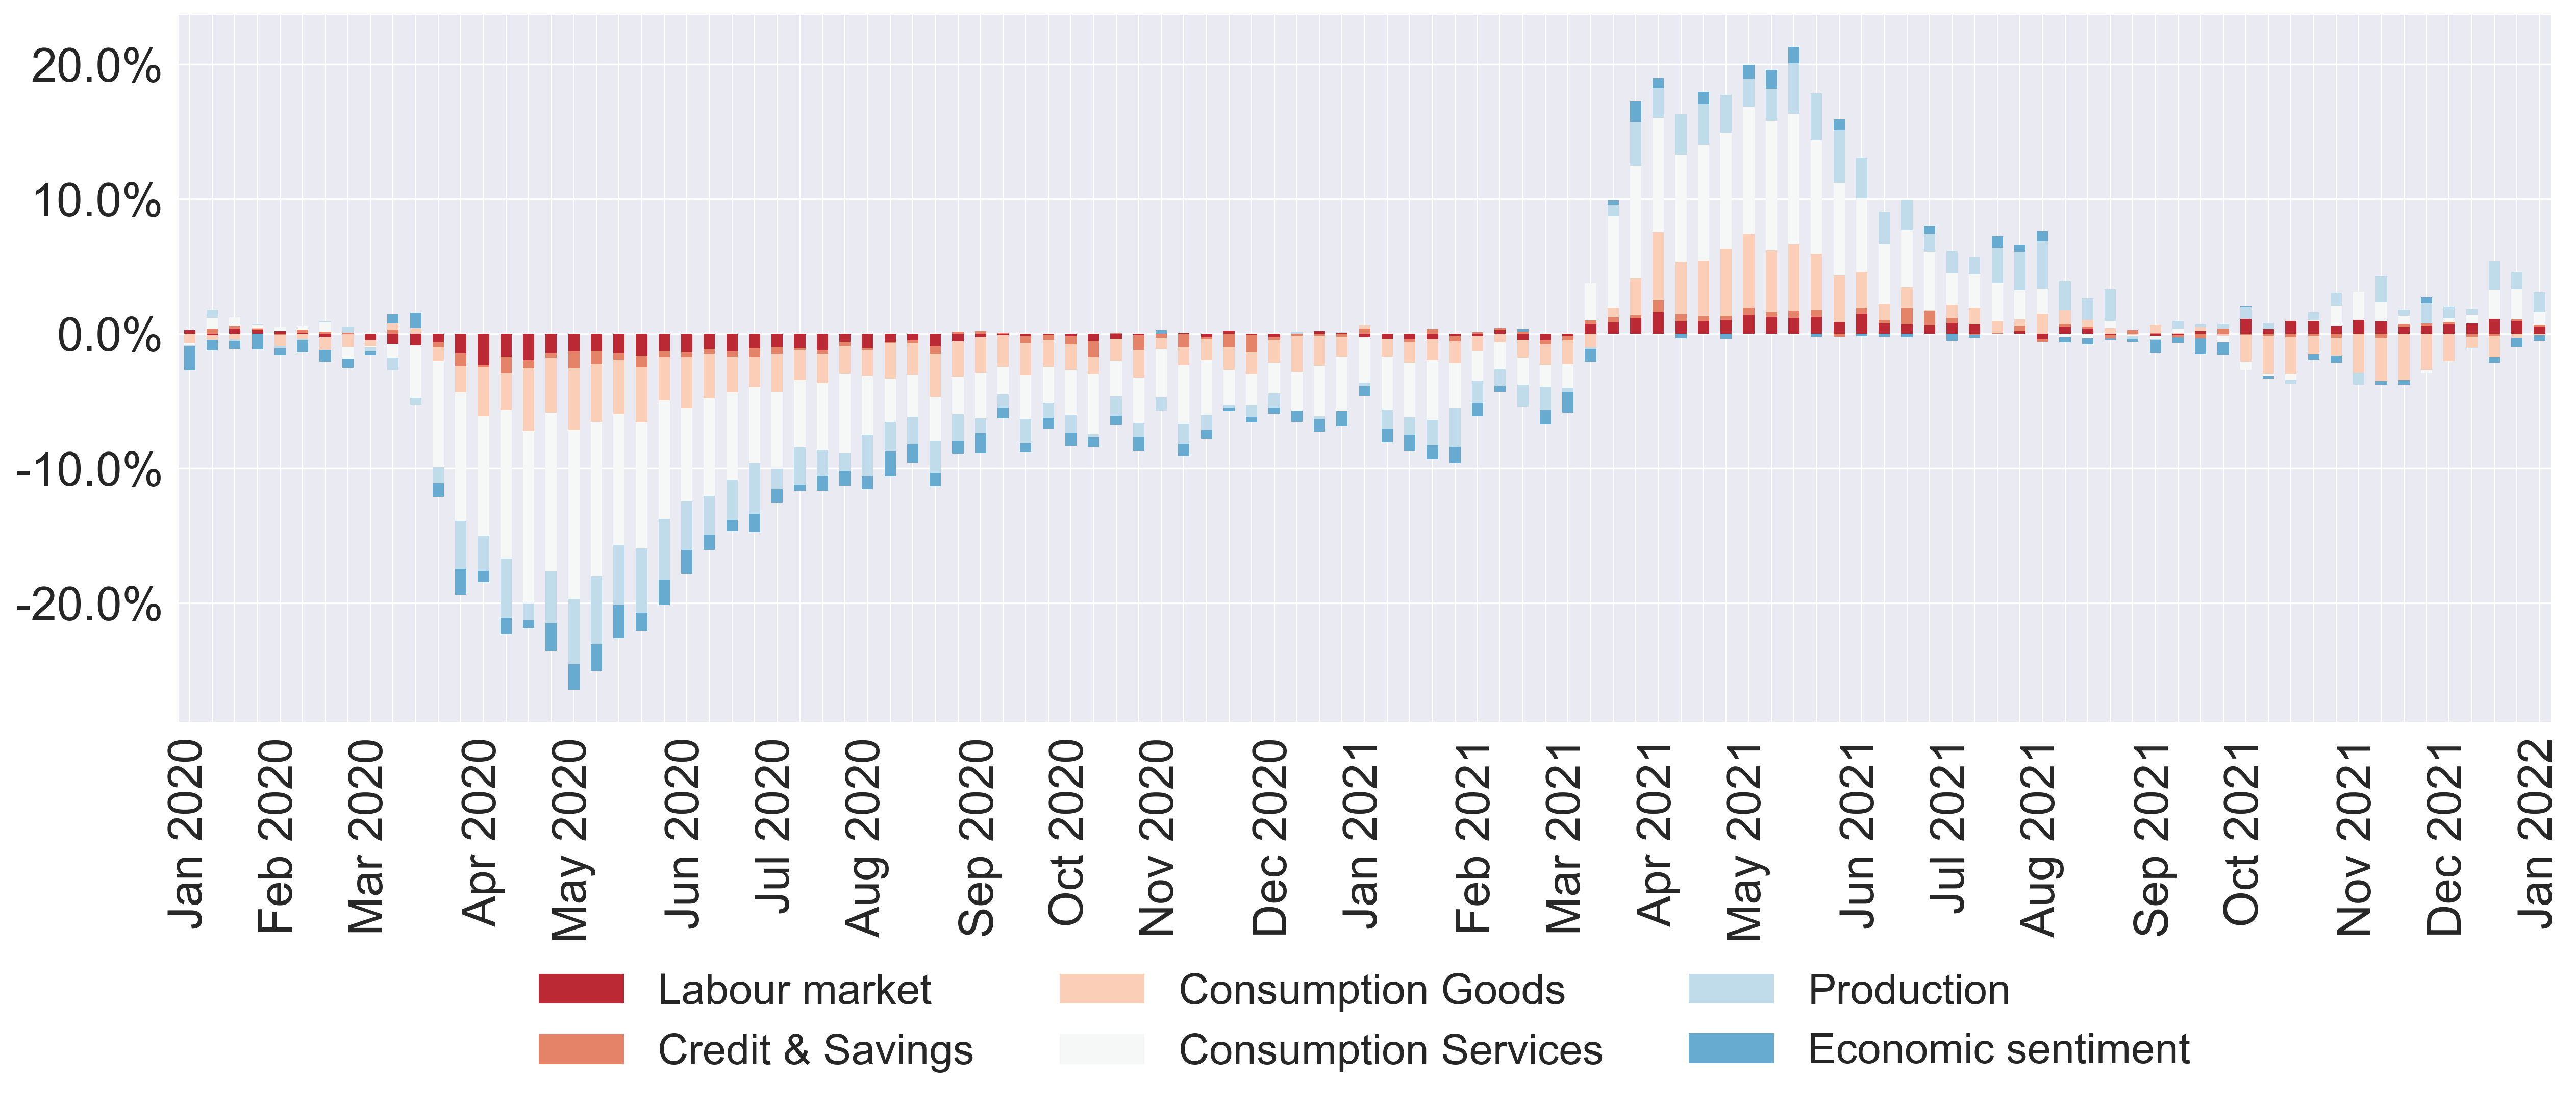 20.0%
10.0%
0.0%
-10.0%
-20.0%
Jan 2020
Feb 2020
Mar 2020
Apr 2020
May 2020
Jun 2020
Jul 2020
Aug 2020
Sep 2020
Oct 2020
Nov 2020
Dec 2020
Jan 2021
Feb 2021
Mar 2021
Apr 2021
May 2021
Jun 2021
Jul 2021
Aug 2021
Sep 2021
Oct 2021
Nov 2021
Dec 2021
Jan 2022
Labour market
Credit & Savings
Consumption Goods
Consumption Services
Production
Economic sentiment